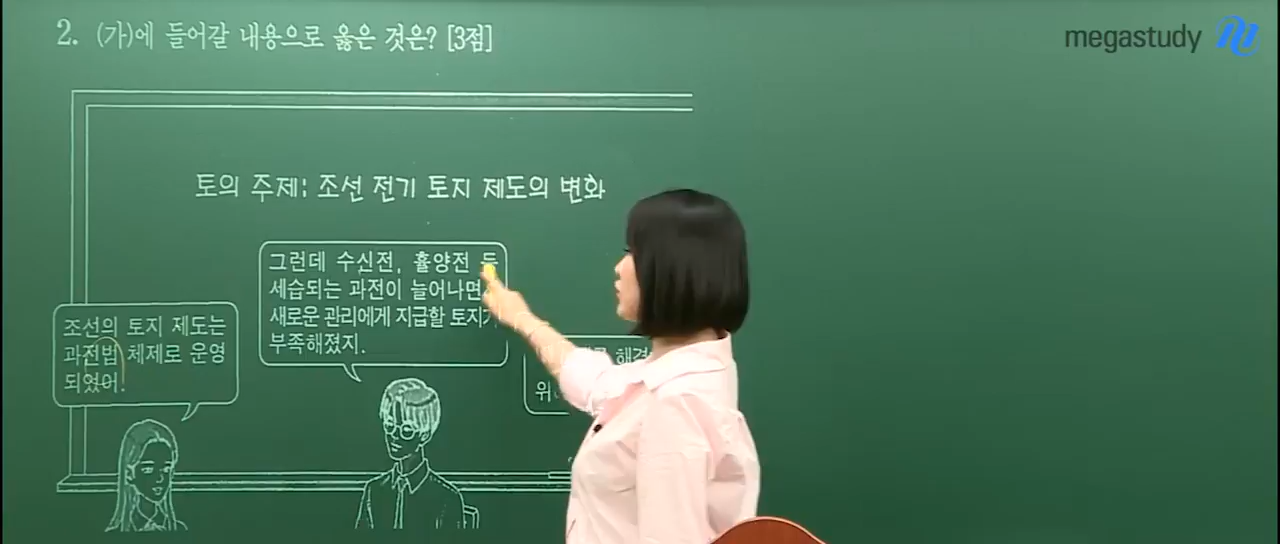 2. (가)에 들어갈 내용으로 옳은 것은? [3점]
megastudy
토의 주제: 조선 전기 토지 제도의 변화
그런데 수신전, 휼양전 등
세습되는 과전이 늘어나면
새로운 관리에게 지급할 토지가
부족해졌지.
조선의 토지 제도는
과전법 체제로 운영
되었어.
해결
위